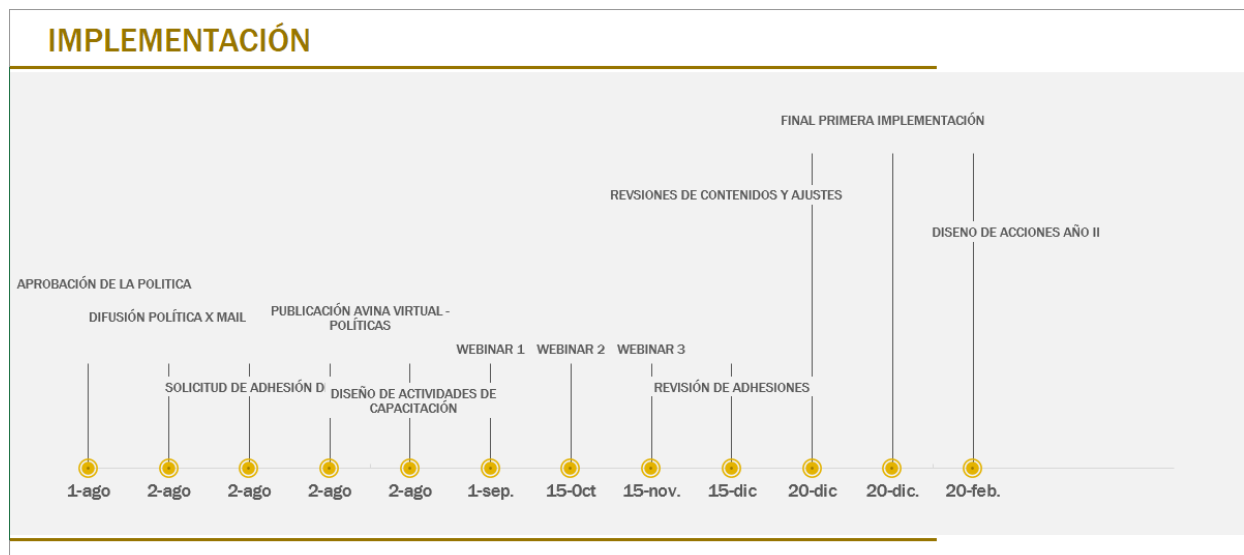 IMPLEMENTACIÓN
FINAL PRIMERA IMPLEMENTACIÓN
REVSIONES DE CONTENIDOS Y AJUSTES
DISENO DE ACCIONES AÑO II
APROBACIÓN DE LA POLITICA
DIFUSIÓN POLÍTICA X MAIL
PUBLICACIÓN AVINA VIRTUAL -
POLÍTICAS
WEBINAR 1
WEBINAR 2
WEBINAR 3
SOLICITUD DE ADHESIÓN D
DISEÑO DE ACTIVIDADES DE
CAPACITACIÓN
REVISIÓN DE ADHESIONES
1-ago
2-ago
2-ago
2-ago
2-ago
1-sep.
15-Oct
15-nov.
15-dic
20-dic
20-dic.
20-feb.